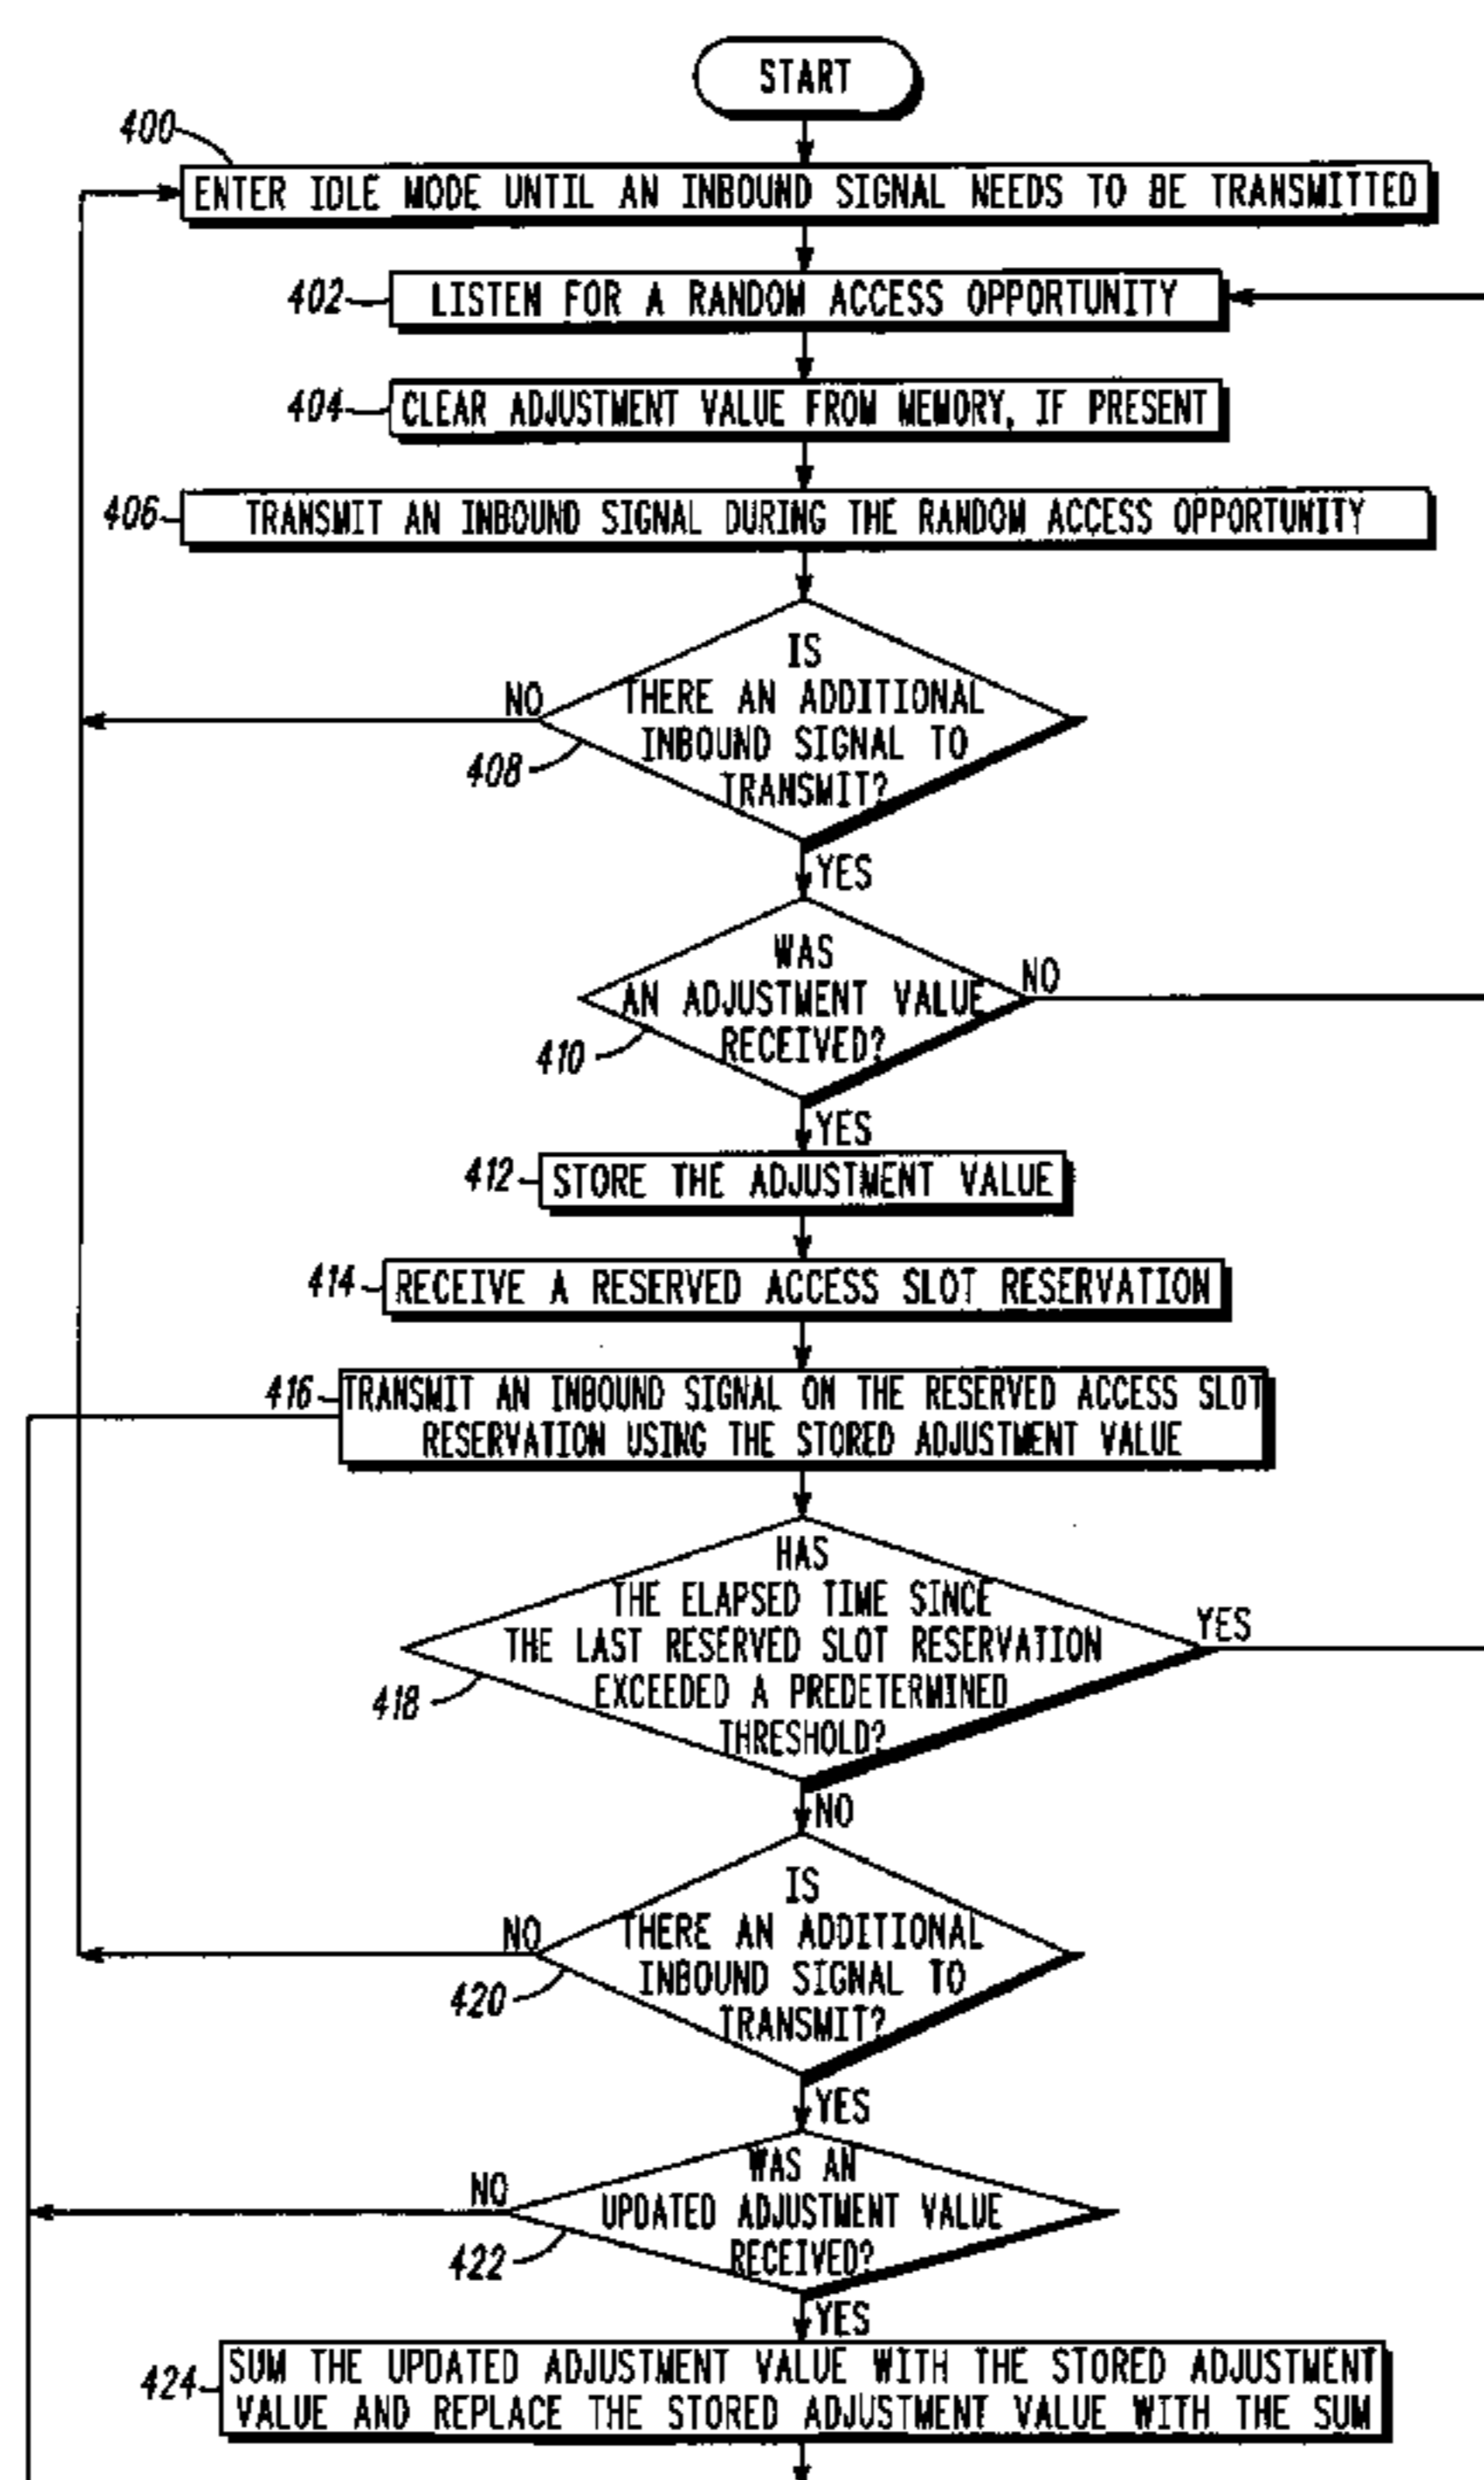 START
400
ENTER IDLE MODE UNTIL AN INBOUND SIGNAL NEEDS TO BE TRANSMITTED
402
LISTEN FOR A RANDOM ACCESS OPPORTUNITY
404
CLEAR ADJUSTMENT VALUE FROM MEMORY, IF PRESENT
406
TRANSMIT AN INBOUND SIGNAL DURING THE RANDOM ACCESS OPPORTUNITY
IS
THERE AN ADDITIONAL
INBOUND SIGNAL TO
TRANSMIT?
NO
408
YES
WAS
AN ADJUSTMENT VALUE
RECEIVED?
NO
410
YES
412
STORE THE ADJUSTMENT VALUE
414
RECEIVE A RESERVED ACCESS SLOT RESERVATION
416
TRANSMIT AN INBOUND SIGNAL ON THE RESERVED ACCESS SLOT
RESERVATION USING THE STORED ADJUSTMENT VALUE
HAS
THE ELAPSED TIME SINCE
THE LAST RESERVED SLOT RESERVATION
EXCEEDED A PREDETERMINED
THRESHOLD?
YES
418
NO
IS
THERE AN ADDITIONAL
INBOUND SIGNAL TO
TRANSMIT?
NO
420
YES
WAS AN
UPDATED ADJUSTMENT VALUE
RECEIVED?
NO
422
YES
424
SUM THE UPDATED ADJUSTMENT VALUE WITH THE STORED ADJUSTMENT
VALUE AND REPLACE THE STORED ADJUSTMENT VALUE WITH THE SUM